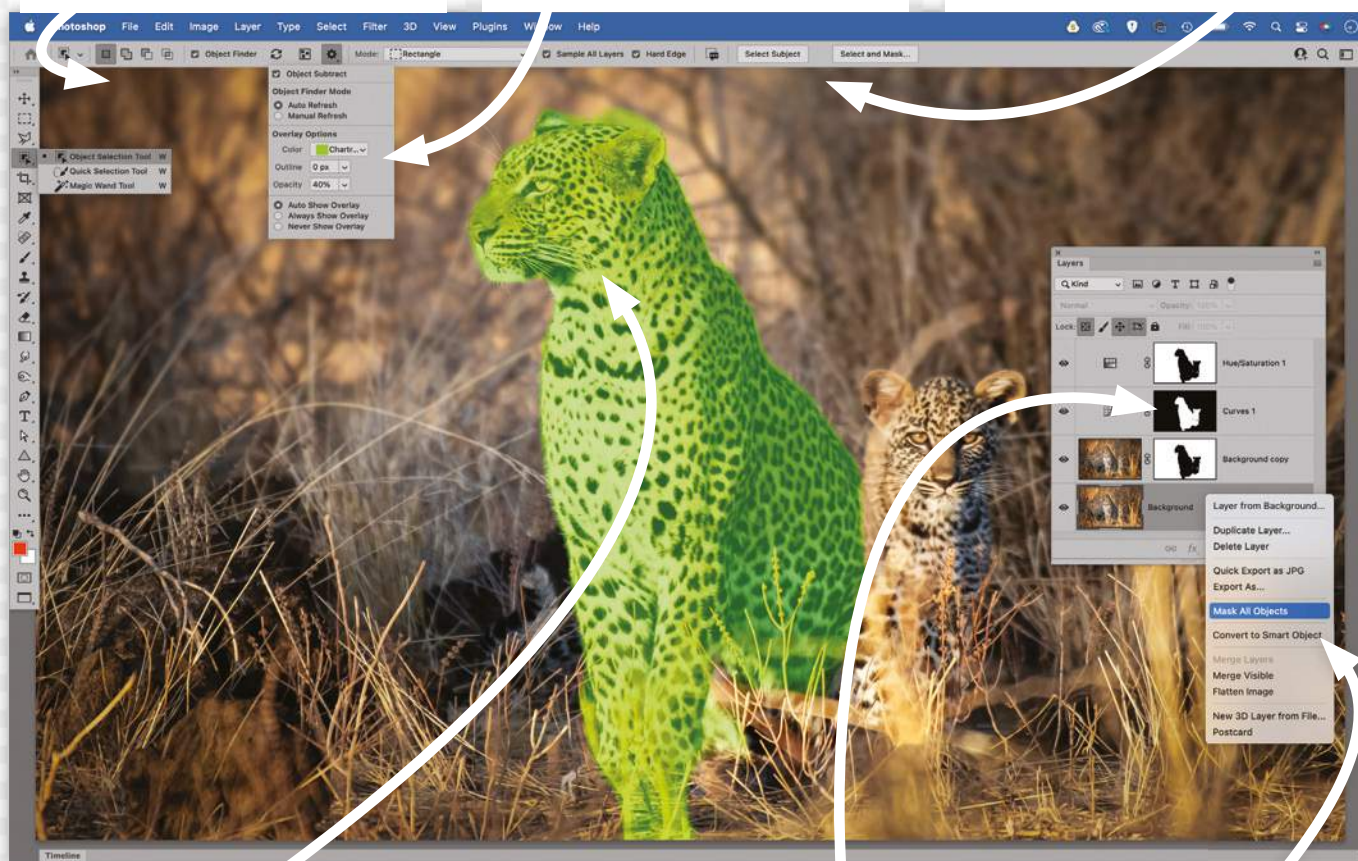 Photoshop File Edit Image Layer Type Select Filter 3D View Plugins Window Help
Object Finder Mode: Rectangle Sample All Layers Hard Edge Select Subject Select and Mask...
Object Subtract
Object Finder Mode
Auto Refresh
Manual Refresh
Overlay Options
Color Chartr...
Outline 0 px
Opacity 40%
Auto Show Overlay
Always Show Overlay
Never Show Overlay
Object Selection Tool W
Quick Selection Tool W
Magic Wand Tool W
Layers
Kind
Normal Opacity: 100%
Lock: Fill: 100%
Hue/Saturation 1
Curves 1
Background copy
Background
fx
Layer from Background...
Duplicate Layer...
Delete Layer
Quick Export as JPG
Export As...
Mask All Objects
Convert to Smart Object
Merge Layers
Merge Visible
Flatten Image
New 3D Layer from File...
Postcard
Timeline